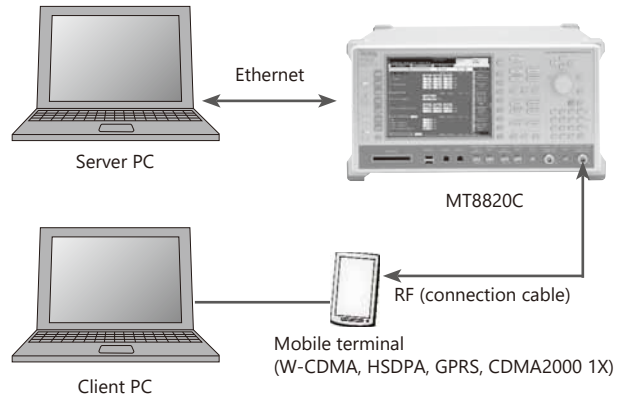 Ethernet
Server PC
MT8820C
RF (connection cable)
Mobile terminal
(W-CDMA, HSDPA, GPRS, CDMA2000 1X)
Client PC